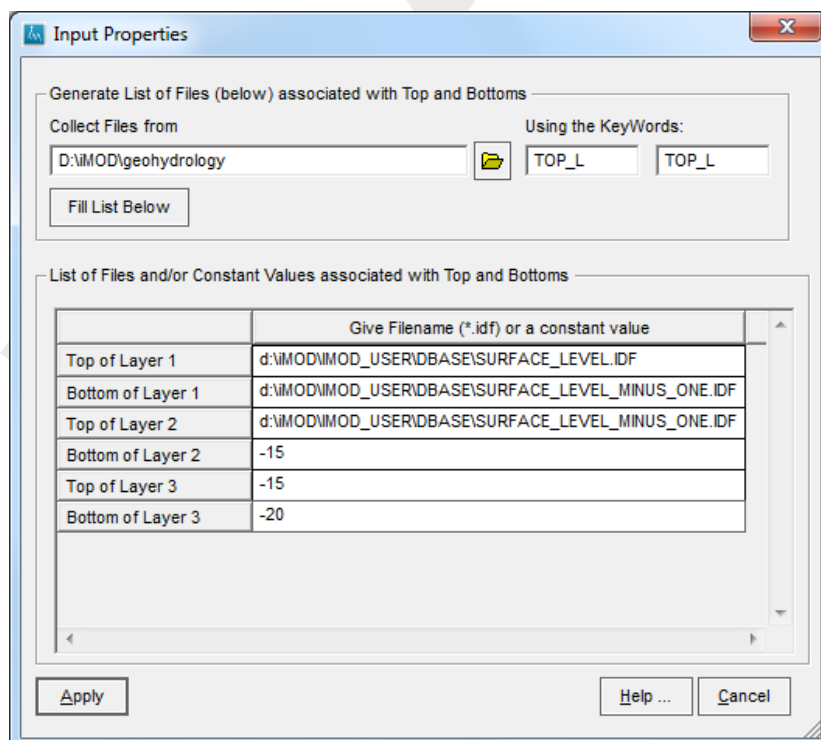 Input Properties
Generate List of Files (below) associated with Top and Bottoms
Collect Files from Using the KeyWords:
D:\iMOD\geohydrology TOP_L TOP_L
Fill List Below
List of Files and/or Constant Values associated with Top and Bottoms
Give Filename (*.idf) or a constant value
Top of Layer 1 d:\iMOD\IMOD_USER\DBASE\SURFACE_LEVEL.IDF
Bottom of Layer 1 d:\iMOD\IMOD_USER\DBASE\SURFACE_LEVEL_MINUS_ONE.IDF
Top of Layer 2 d:\iMOD\IMOD_USER\DBASE\SURFACE_LEVEL_MINUS_ONE.IDF
Bottom of Layer 2 -15
Top of Layer 3 -15
Bottom of Layer 3 -20
Apply Help ... Cancel